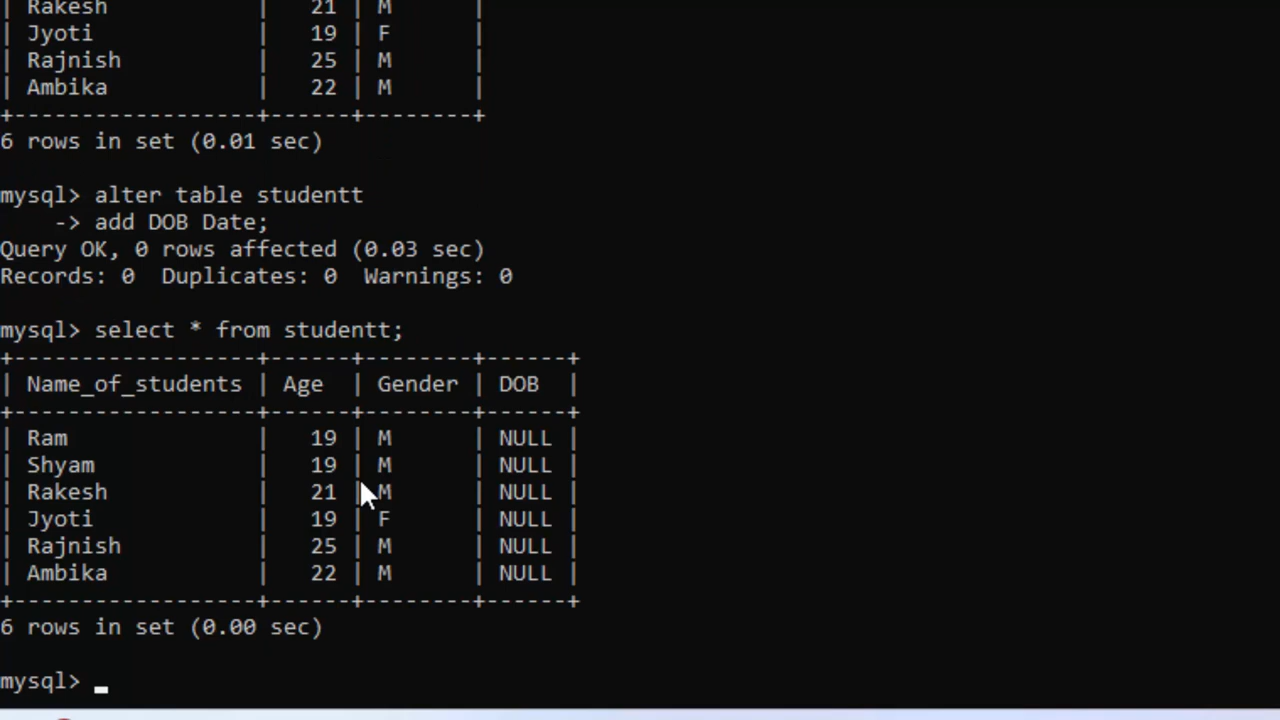 | Rakesh          |   21 | M      |
| Jyoti           |   19 | F      |
| Rajnish         |   25 | M      |
| Ambika          |   22 | M      |
+-----------------+------+--------+
6 rows in set (0.01 sec)
mysql> alter table studentt
    -> add DOB Date;
Query OK, 0 rows affected (0.03 sec)
Records: 0  Duplicates: 0  Warnings: 0
mysql> select * from studentt;
+-----------------+------+--------+------+
| Name_of_students | Age  | Gender | DOB  |
+-----------------+------+--------+------+
| Ram             |   19 | M      | NULL |
| Shyam           |   19 | M      | NULL |
| Rakesh          |   21 | M      | NULL |
| Jyoti           |   19 | F      | NULL |
| Rajnish         |   25 | M      | NULL |
| Ambika          |   22 | M      | NULL |
+-----------------+------+--------+------+
6 rows in set (0.00 sec)
mysql>